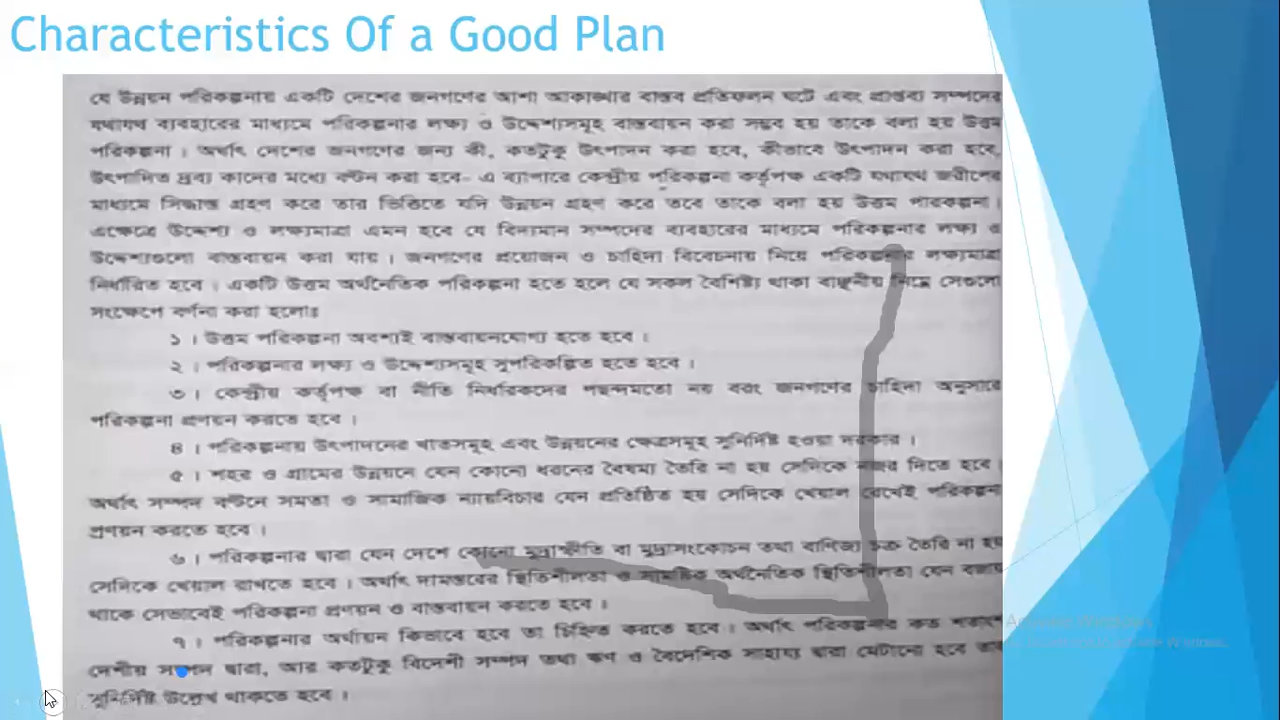 Characteristics Of a Good Plan
যে উন্নয়ন পরিকল্পনায় একটি দেশের জনগণের আশা আকাঙ্খার বাস্তব প্রতিফলন ঘটে এবং প্রাপ্তব্য সম্পদের
যথাযথ ব্যবহারের মাধ্যমে পরিকল্পনার লক্ষ্য ও উদ্দেশ্যসমূহ বাস্তবায়ন করা সম্ভব হয় তাকে বলা হয় উত্তম
পরিকল্পনা । অর্থাৎ দেশের জনগণের জন্য কী, কতটুকু উৎপাদন করা হবে, কীভাবে উৎপাদন করা হবে,
উৎপাদিত দ্রব্য কাদের মধ্যে বণ্টন করা হবে- এ ব্যাপারে কেন্দ্রীয় পরিকল্পনা কর্তৃপক্ষ একটি যথাযথ জরীপের
মাধ্যমে সিদ্ধান্ত গ্রহণ করে তার ভিত্তিতে যদি উন্নয়ন গ্রহণ করে তবে তাকে বলা হয় উত্তম পরিকল্পনা।
এক্ষেত্রে উদ্দেশ্য ও লক্ষ্যমাত্রা এমন হবে যে বিদ্যমান সম্পদের ব্যবহারের মাধ্যমে পরিকল্পনার লক্ষ্য ও
উদ্দেশ্যগুলো বাস্তবায়ন করা যায় । জনগণের প্রয়োজন ও চাহিদা বিবেচনায় নিয়ে পরিকল্পনার লক্ষ্যমাত্রা
নির্ধারিত হবে । একটি উত্তম অর্থনৈতিক পরিকল্পনা হতে হলে যে সকল বৈশিষ্ট্য থাকা বাঞ্ছনীয় নিম্নে সেগুলো
সংক্ষেপে বর্ণনা করা হলোঃ
১ । উত্তম পরিকল্পনা অবশ্যই বাস্তবায়নযোগ্য হতে হবে ।
২ । পরিকল্পনার লক্ষ্য ও উদ্দেশ্যসমূহ সুপরিকল্পিত হতে হবে ।
৩ । কেন্দ্রীয় কর্তৃপক্ষ বা নীতি নির্ধারকদের পছন্দমতো নয় বরং জনগণের চাহিদা অনুসারে
পরিকল্পনা প্রণয়ন করতে হবে ।
৪ । পরিকল্পনায় উৎপাদনের খাতসমূহ এবং উন্নয়নের ক্ষেত্রসমূহ সুনির্দিষ্ট হওয়া দরকার ।
৫ । শহর ও গ্রামের উন্নয়নে যেন কোনো ধরনের বৈষম্য তৈরি না হয় সেদিকে নজর দিতে হবে ।
অর্থাৎ সম্পদ বণ্টনে সমতা ও সামাজিক ন্যায়বিচার যেন প্রতিষ্ঠিত হয় সেদিকে খেয়াল রেখেই পরিকল্পনা
প্রণয়ন করতে হবে ।
৬ । পরিকল্পনার দ্বারা যেন দেশে কোনো মুদ্রাস্ফীতি বা মুদ্রাসংকোচন তথা বাণিজ্য চক্র তৈরি না হয়
সেদিকে খেয়াল রাখতে হবে । অর্থাৎ দামস্তরের স্থিতিশীলতা ও সামষ্টিক অর্থনৈতিক স্থিতিশীলতা যেন বজায়
থাকে সেভাবেই পরিকল্পনা প্রণয়ন ও বাস্তবায়ন করতে হবে ।
৭ । পরিকল্পনার অর্থায়ন কিভাবে হবে তা চিহ্নিত করতে হবে । অর্থাৎ পরিকল্পনার কত শতাংশ
দেশীয় সম্পদ দ্বারা, আর কতটুকু বিদেশী সম্পদ তথা ঋণ ও বৈদেশিক সাহায্য দ্বারা মেটানো হবে তার
সুনির্দিষ্ট উল্লেখ থাকতে হবে ।
Activate Windows